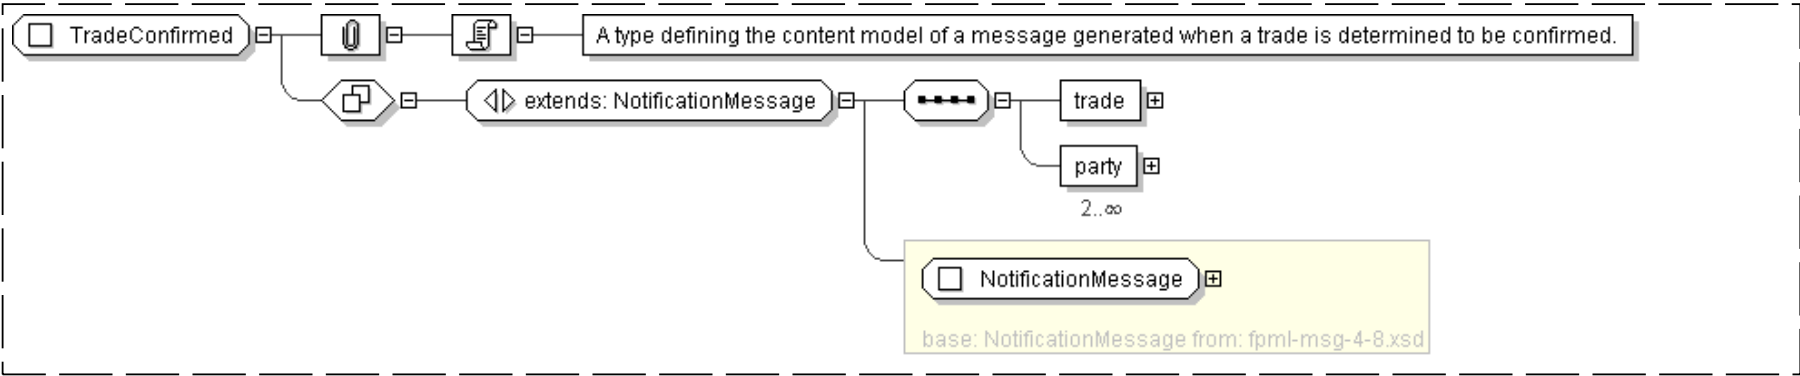 TradeConfirmed
A type defining the content model of a message generated when a trade is determined to be confirmed.
extends: NotificationMessage
trade
party
2..∞
NotificationMessage
base: NotificationMessage from: fpml-msg-4-8.xsd